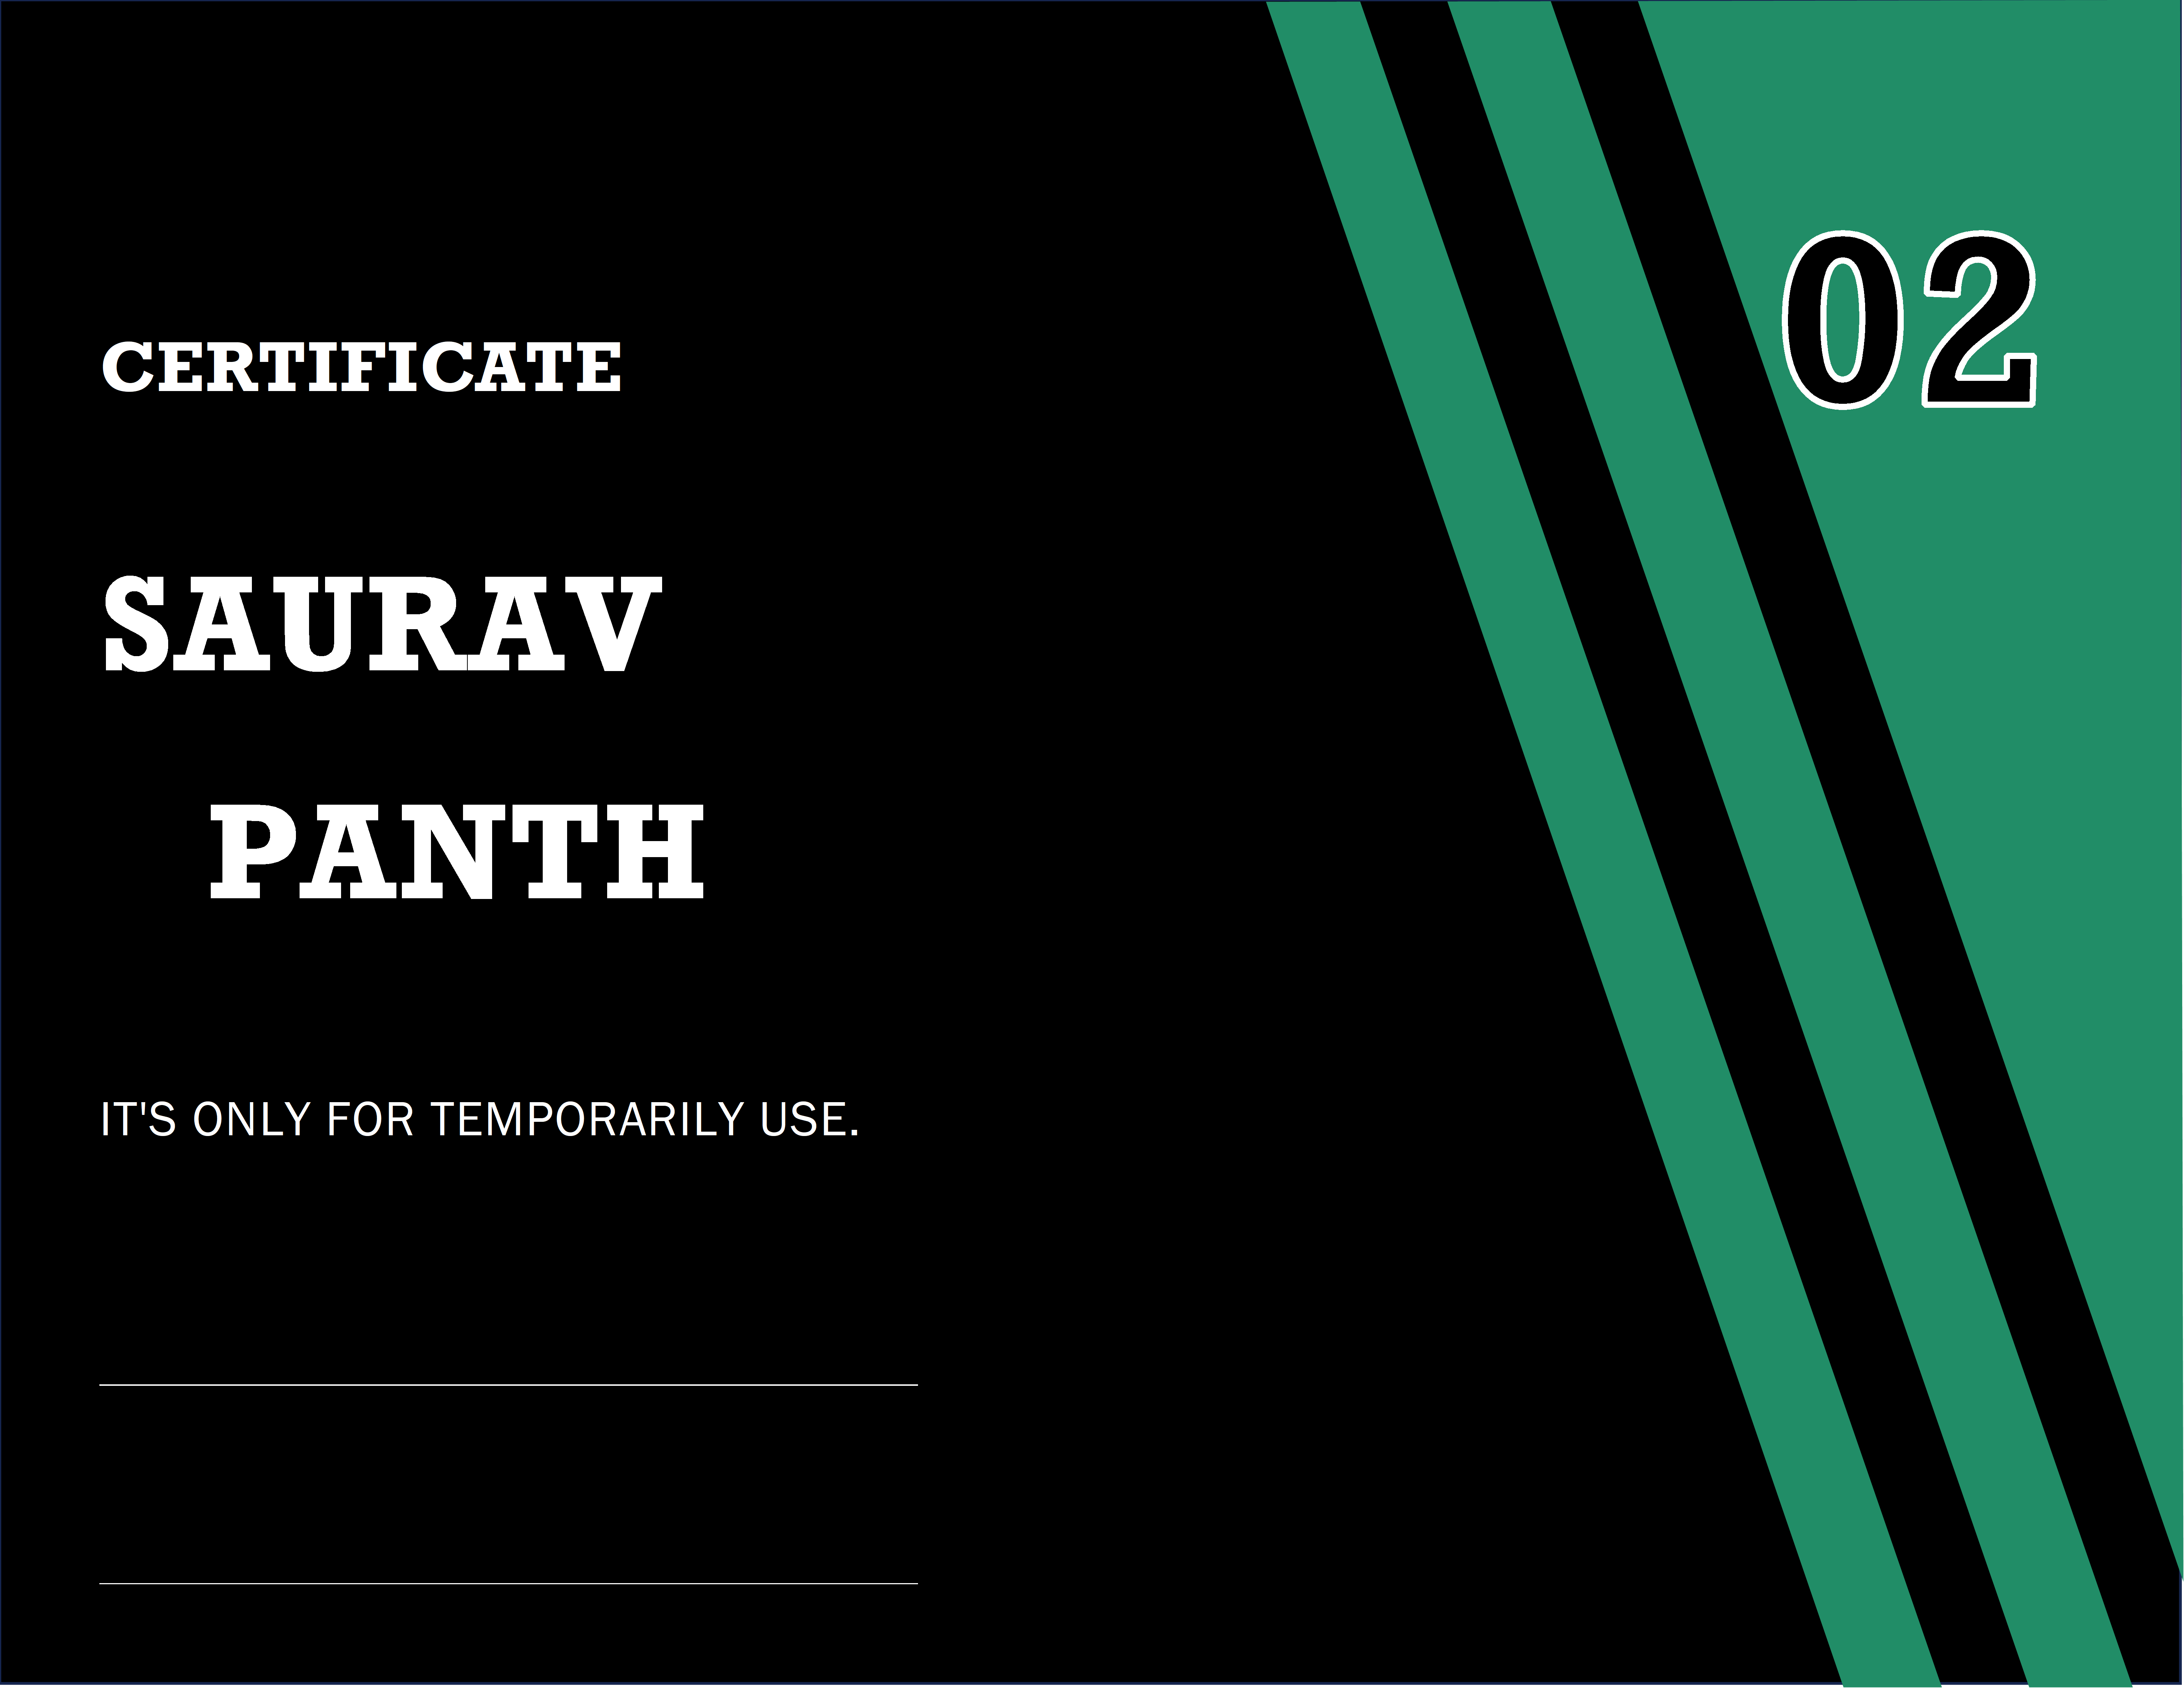 02
CERTIFICATE
SAURAV
PANTH
IT'S ONLY FOR TEMPORARILY USE.